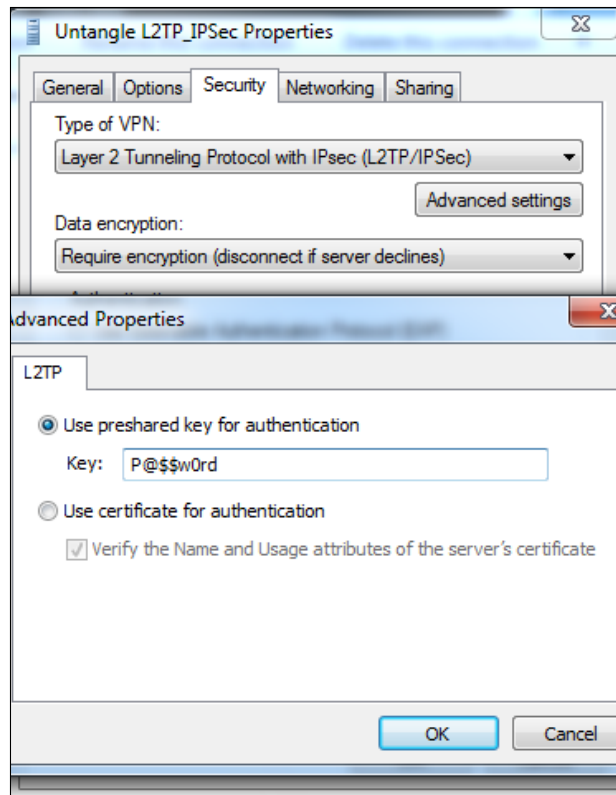 Untangle L2TP_IPSec Properties
General Options Security Networking Sharing
Type of VPN:
Layer 2 Tunneling Protocol with IPsec (L2TP/IPSec)
Advanced settings
Data encryption:
Require encryption (disconnect if server declines)
Advanced Properties
L2TP
Use preshared key for authentication
Key: P@$$w0rd
Use certificate for authentication
Verify the Name and Usage attributes of the server's certificate
OK Cancel